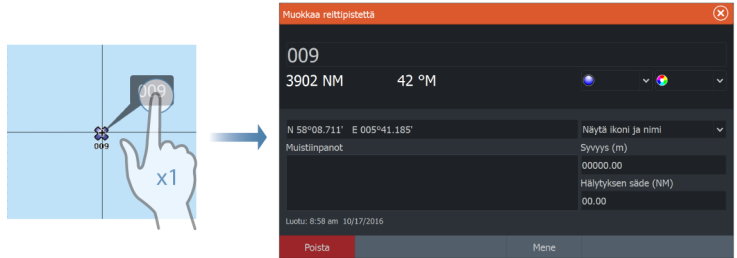 009
009
x1
Muokkaa reittipistettä
009
3902 NM 42 °M
N 58°08.711' E 005°41.185' Näytä ikoni ja nimi
Muistiinpanot Syvyys (m)
00000.00
Hälytyksen säde (NM)
00.00
Luotu: 8:58 am 10/17/2016
Poista Mene